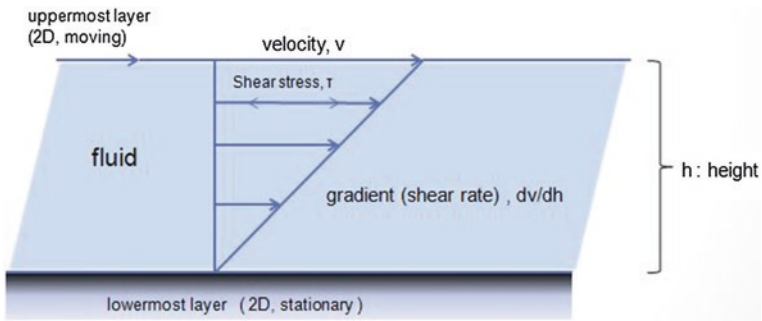 uppermost layer
(2D, moving)
velocity, v
Shear stress, τ
fluid
gradient (shear rate) , dv/dh
h : height
lowermost layer ( 2D, stationary )